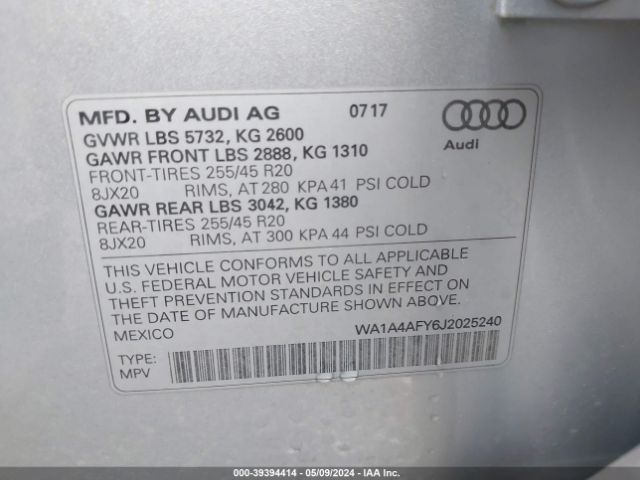 MFD. BY AUDI AG 0717
GVWR LBS 5732, KG 2600
GAWR FRONT LBS 2888, KG 1310
FRONT-TIRES 255/45 R20
8JX20 RIMS, AT 280 KPA 41 PSI COLD
GAWR REAR LBS 3042, KG 1380
REAR-TIRES 255/45 R20
8JX20 RIMS, AT 300 KPA 44 PSI COLD
Audi
THIS VEHICLE CONFORMS TO ALL APPLICABLE
U.S. FEDERAL MOTOR VEHICLE SAFETY AND
THEFT PREVENTION STANDARDS IN EFFECT ON
THE DATE OF MANUFACTURE SHOWN ABOVE.
MEXICO WA1A4AFY6J2025240
TYPE:
MPV
000-39394414 - 05/09/2024 - IAA Inc.